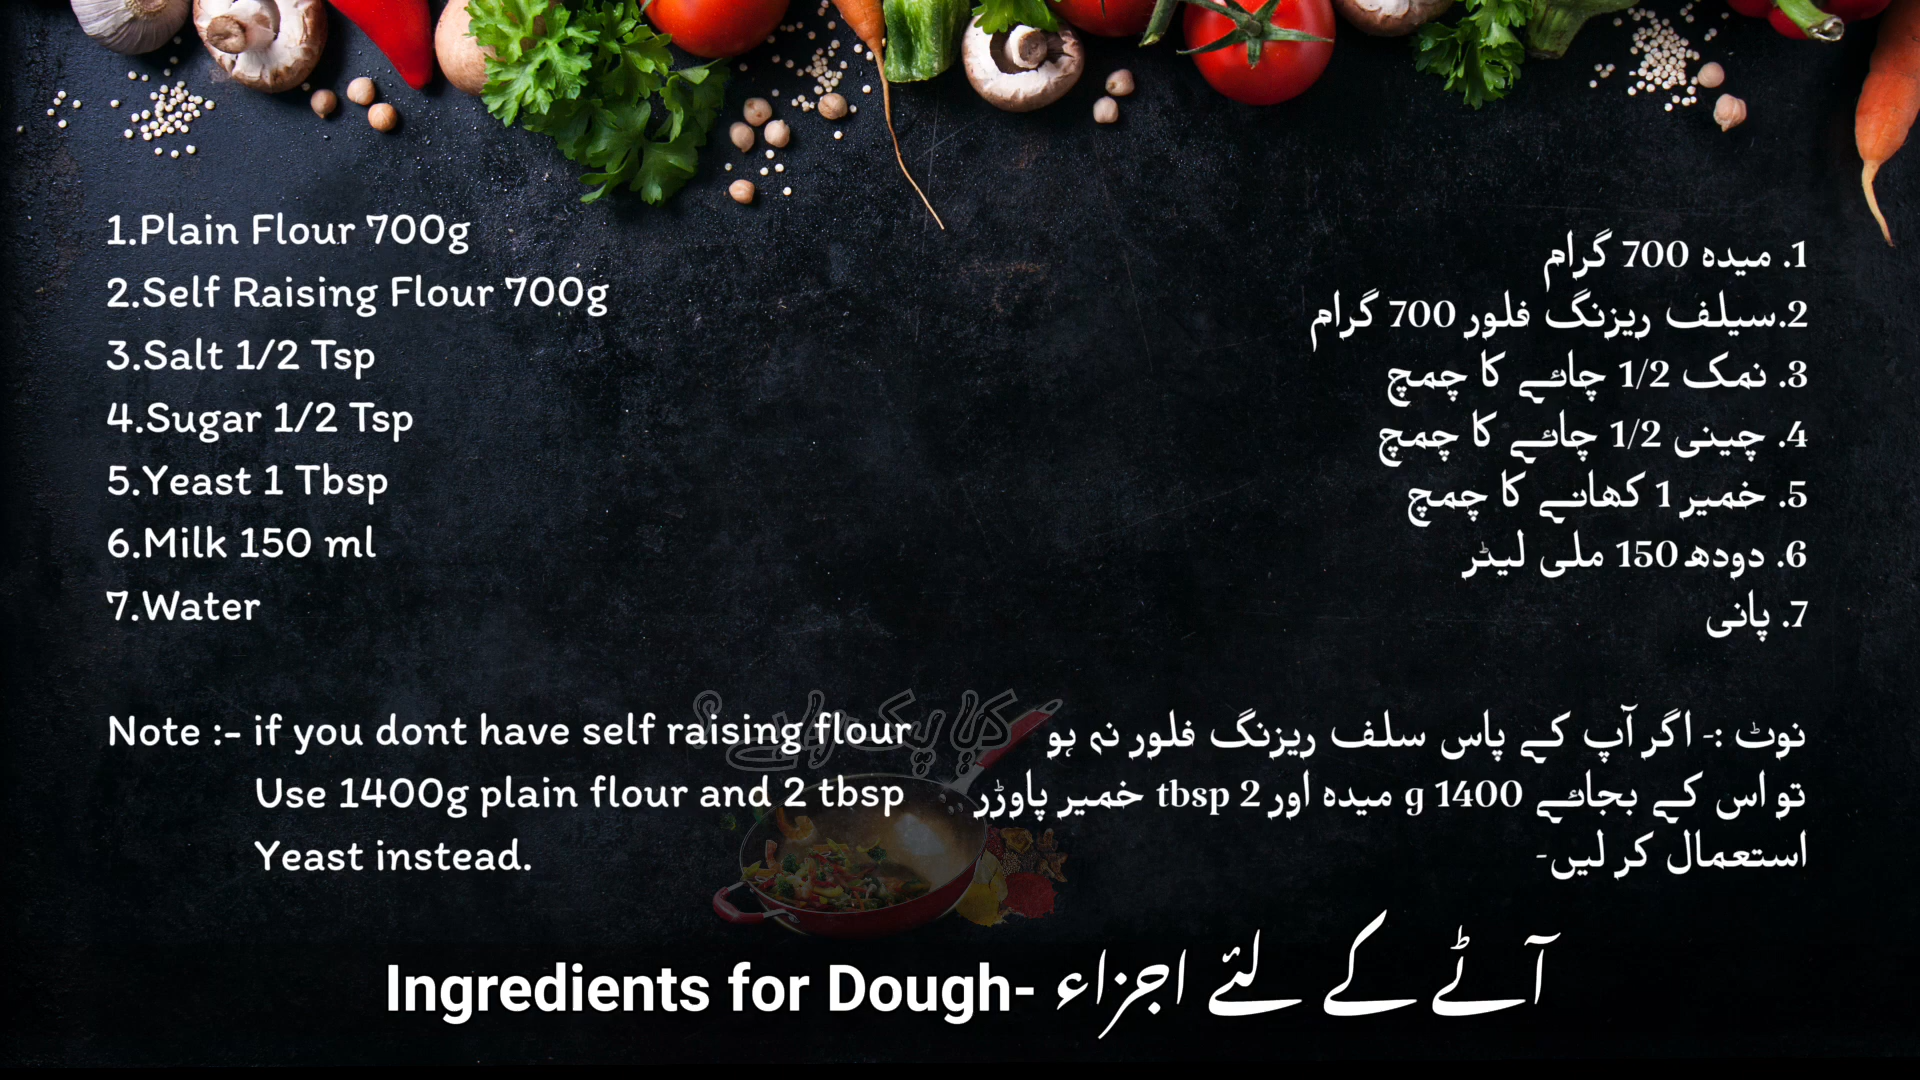 1.Plain Flour 700g
2.Self Raising Flour 700g
3.Salt 1/2 Tsp
4.Sugar 1/2 Tsp
5.Yeast 1 Tbsp
6.Milk 150 ml
7.Water
Note :- if you dont have self raising flour
Use 1400g plain flour and 2 tbsp
Yeast instead.
1. میدہ 700 گرام
2.سیلف ریزنگ فلور 700 گرام
3. نمک 1/2 چائے کا چمچ
4. چینی 1/2 چائے کا چمچ
5. خمیر 1 کھانے کا چمچ
6. دودھ 150 ملی لیٹر
7. پانی
نوٹ :- اگر آپ کے پاس سلف ریزنگ فلور نہ ہو
تو اس کے بجائے 1400 g میدہ اور 2 tbsp خمیر پاوڑر
استعمال کر لیں-
کیا پک رہا ہے ؟
Ingredients for Dough- آٹے کے لئے اجزاء